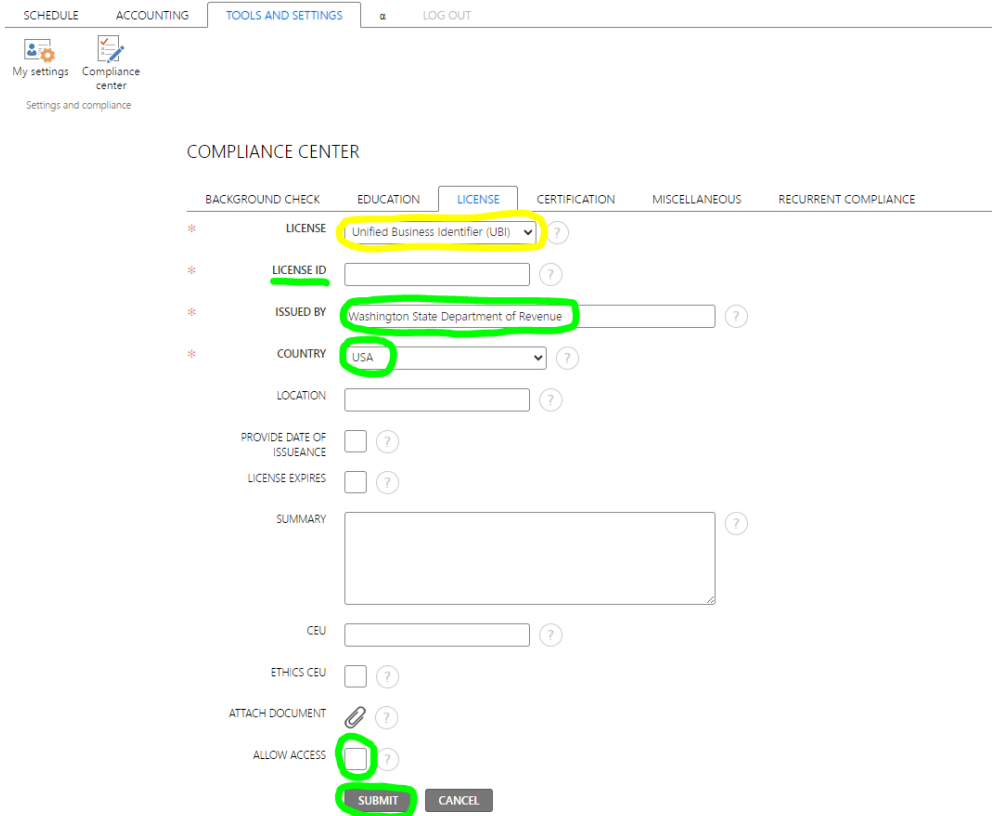 SCHEDULE ACCOUNTING TOOLS AND SETTINGS α LOG OUT
My settings Compliance center
Settings and compliance
COMPLIANCE CENTER
BACKGROUND CHECK EDUCATION LICENSE CERTIFICATION MISCELLANEOUS RECURRENT COMPLIANCE
* LICENSE Unified Business Identifier (UBI) ?
* LICENSE ID ?
* ISSUED BY Washington State Department of Revenue ?
* COUNTRY USA ?
LOCATION ?
PROVIDE DATE OF
ISSUEANCE ?
LICENSE EXPIRES ?
SUMMARY ?
CEU ?
ETHICS CEU ?
ATTACH DOCUMENT ?
ALLOW ACCESS ?
SUBMIT CANCEL